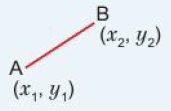 B
(x₂, y₂)
A
(x₁, y₁)